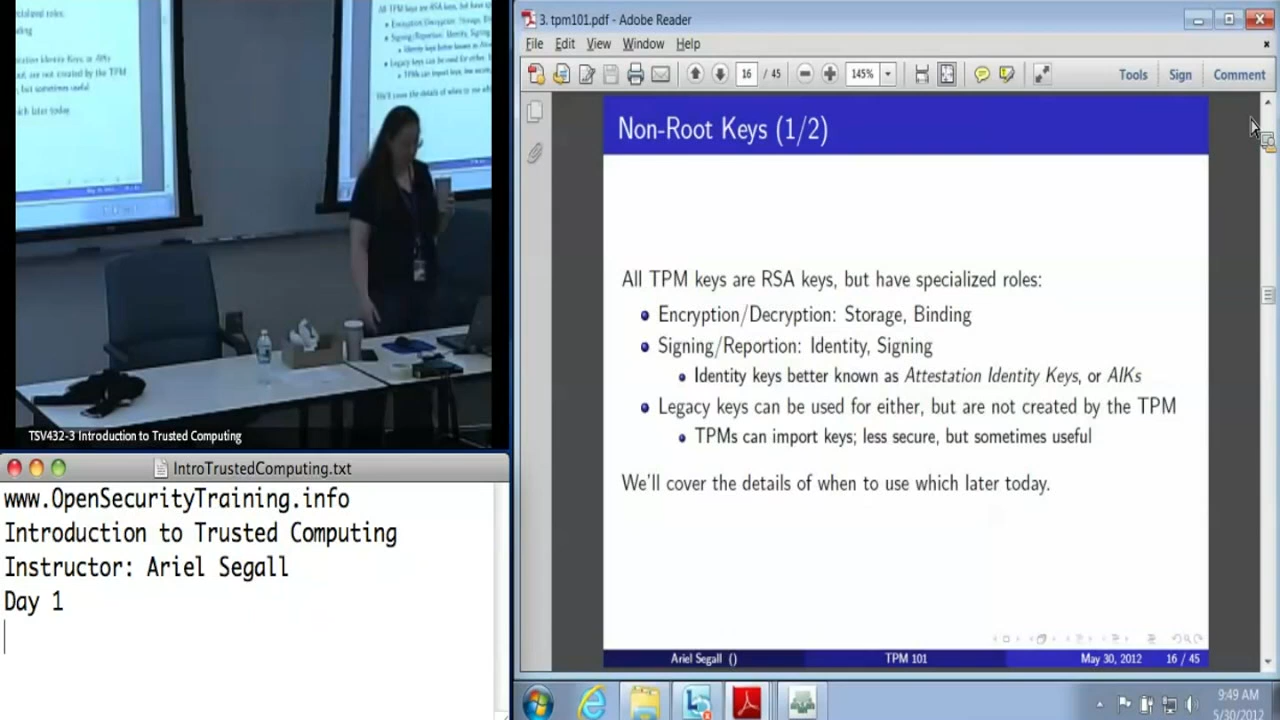 TSV432-3 Introduction to Trusted Computing
IntroTrustedComputing.txt
www.OpenSecurityTraining.info
Introduction to Trusted Computing
Instructor: Ariel Segall
Day 1
3. tpm101.pdf - Adobe Reader
File Edit View Window Help
16 / 45 145% Tools Sign Comment
Non-Root Keys (1/2)
All TPM keys are RSA keys, but have specialized roles:
Encryption/Decryption: Storage, Binding
Signing/Reportion: Identity, Signing
Identity keys better known as Attestation Identity Keys, or AIKs
Legacy keys can be used for either, but are not created by the TPM
TPMs can import keys; less secure, but sometimes useful
We'll cover the details of when to use which later today.
Ariel Segall () TPM 101 May 30, 2012 16 / 45
9:49 AM
5/30/2012